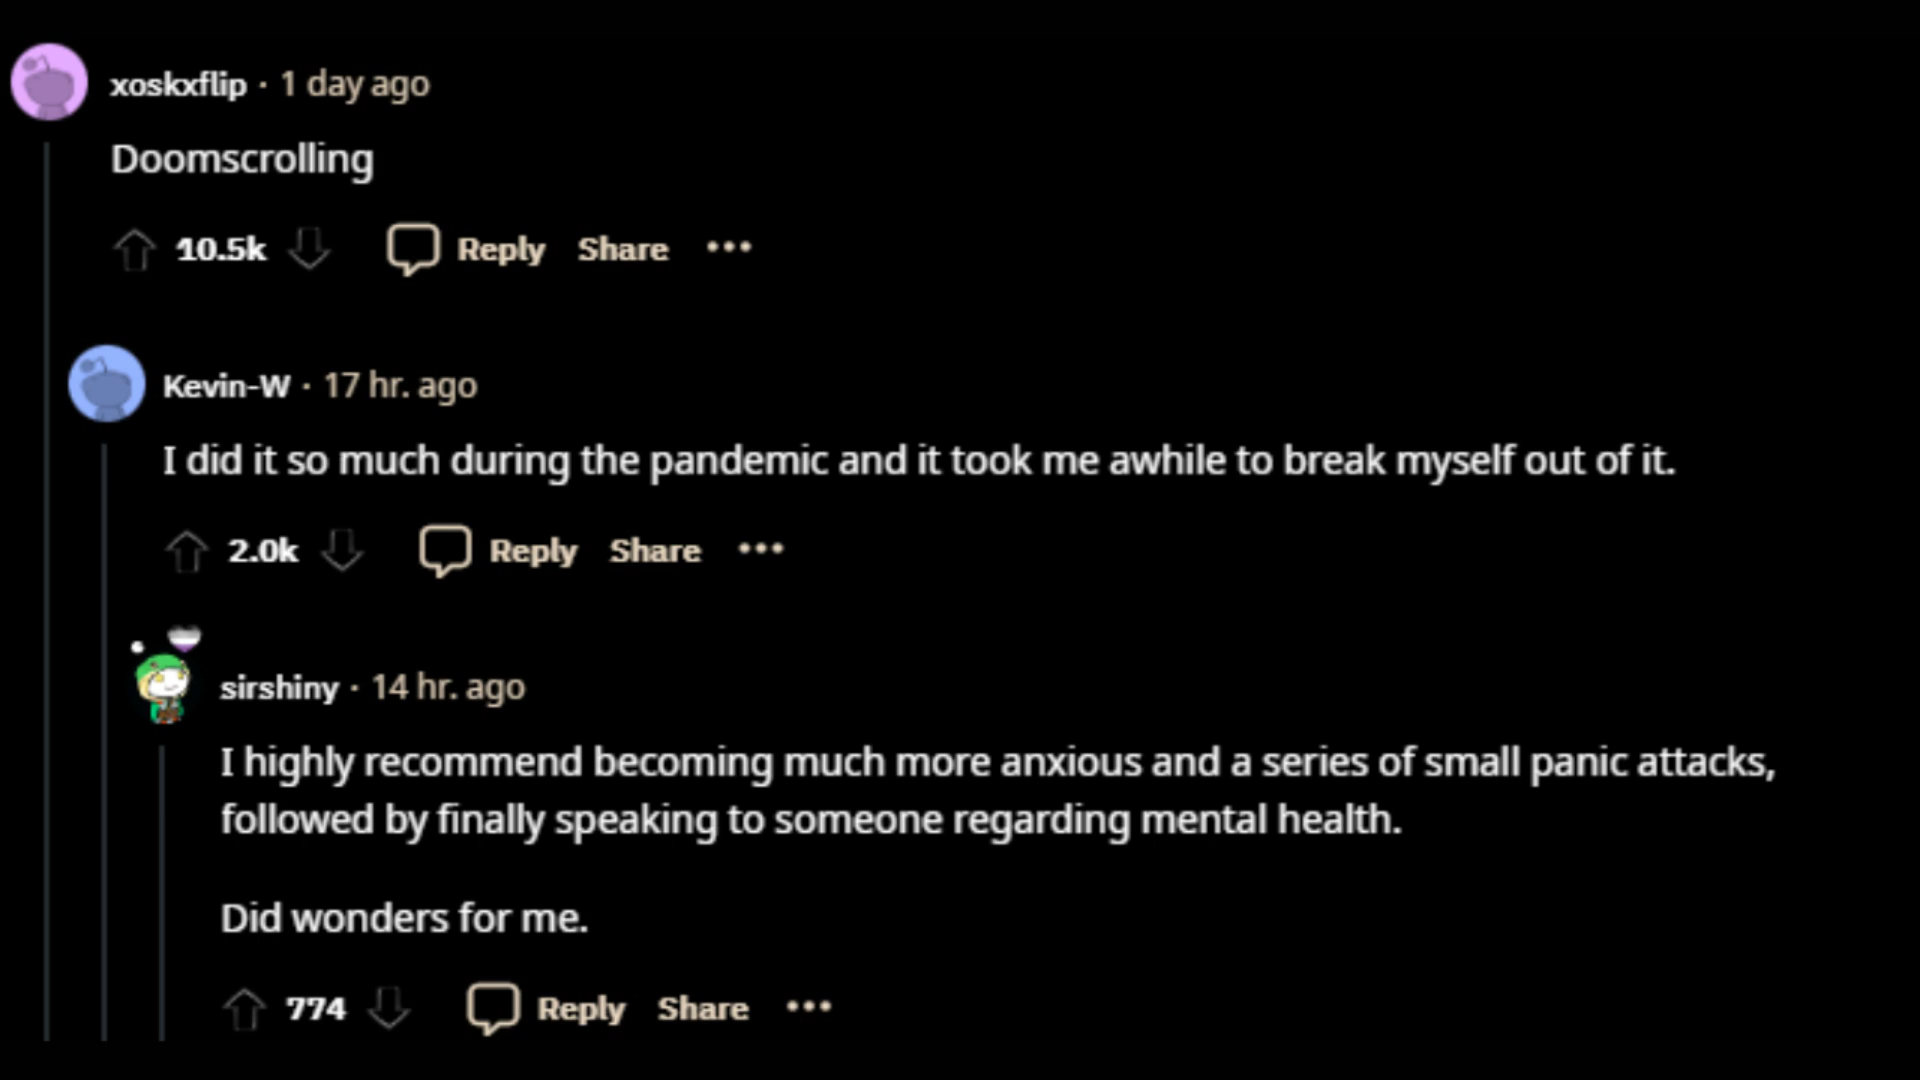 xoskxflip · 1 day ago
Doomscrolling
10.5k Reply Share •••
Kevin-W · 17 hr. ago
I did it so much during the pandemic and it took me awhile to break myself out of it.
2.0k Reply Share •••
sirshiny · 14 hr. ago
I highly recommend becoming much more anxious and a series of small panic attacks,
followed by finally speaking to someone regarding mental health.
Did wonders for me.
774 Reply Share •••